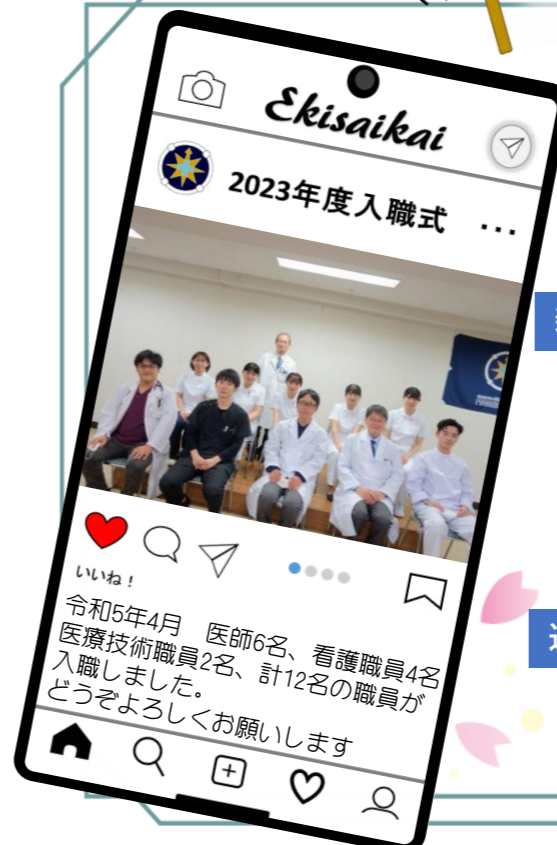 Ekisaikai
2023年度入職式 ...
いいね!
令和5年4月 医師6名、看護職員4名
医療技術職員2名、計12名の職員が
入職しました。
どうぞよろしくお願いします